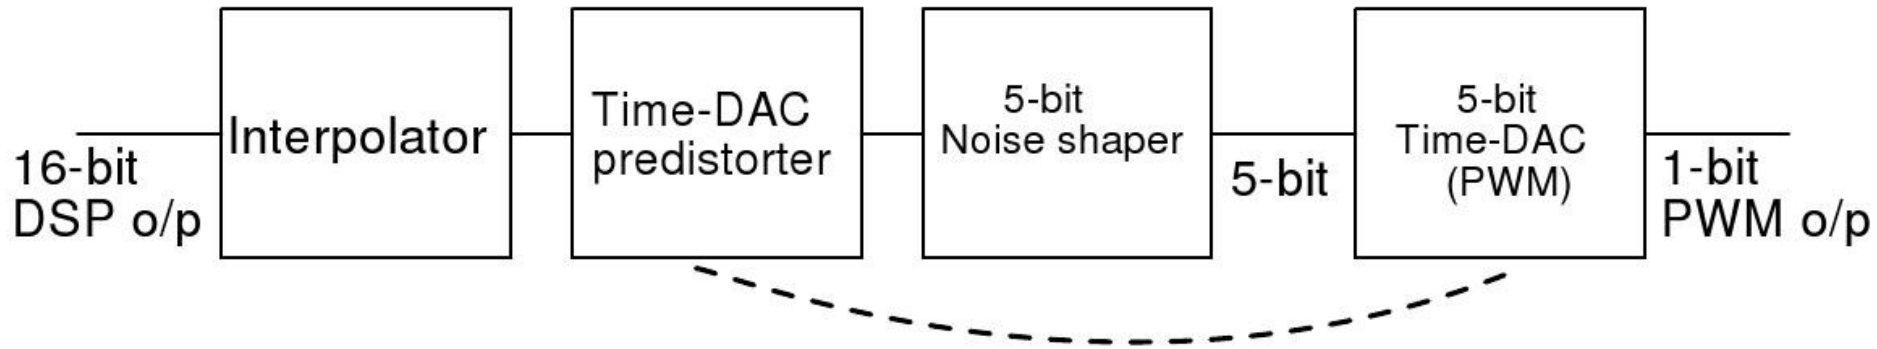 16-bit
DSP o/p
Interpolator
Time-DAC
predistorter
5-bit
Noise shaper
5-bit
5-bit
Time-DAC
(PWM)
1-bit
PWM o/p